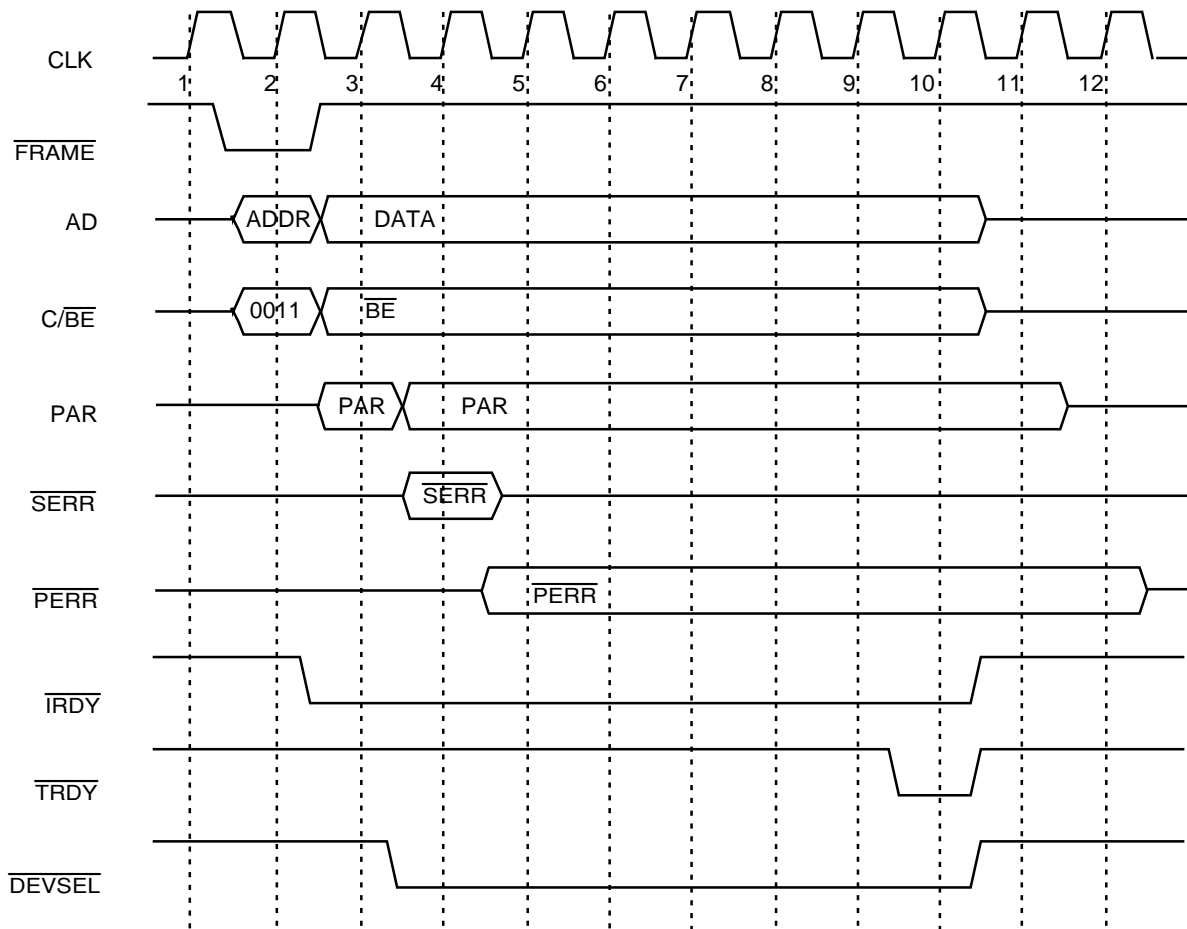 CLK
1 2 3 4 5 6 7 8 9 10 11 12
FRAME
AD ADDR DATA
C/BE 0011 BE
PAR PAR PAR
SERR SERR
PERR PERR
IRDY
TRDY
DEVSEL